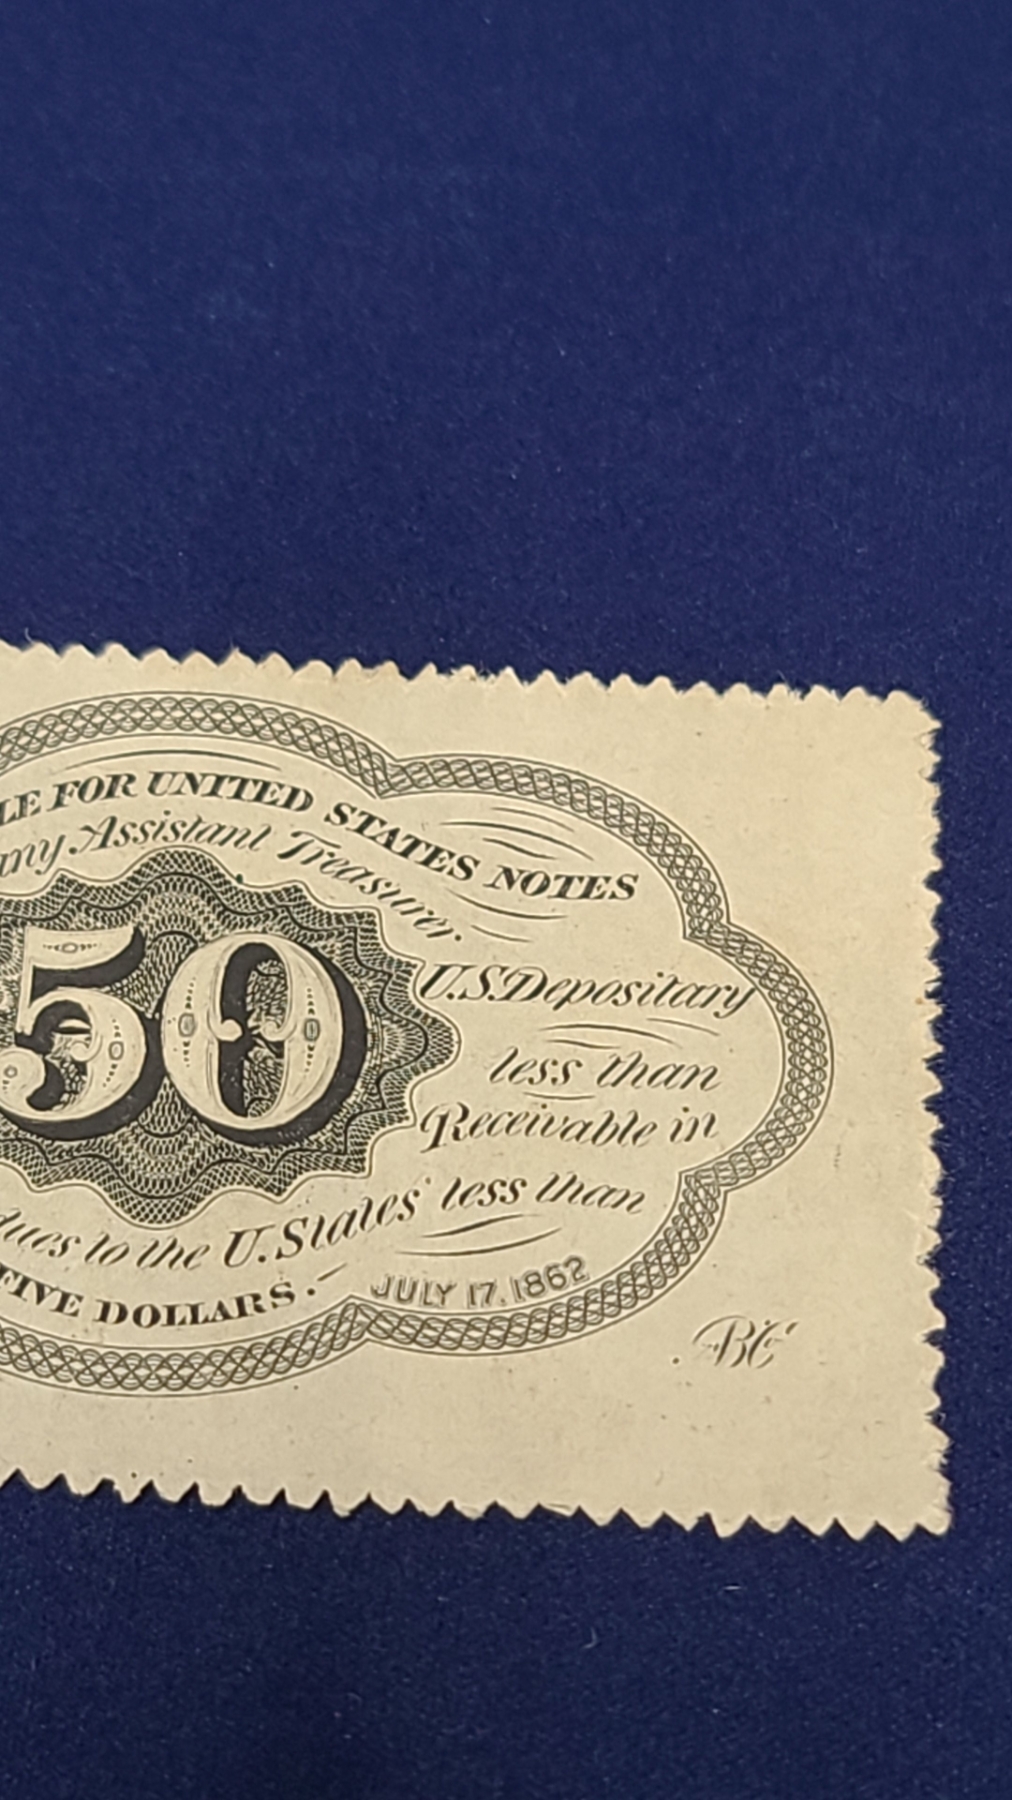 LE FOR UNITED STATES NOTES
any Assistant Treasurer.
50
U.S. Depositary
less than
Receivable in
dues to the U. States less than
FIVE DOLLARS.
JULY 17. 1862